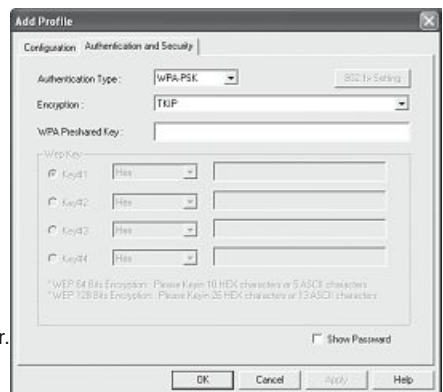 Add Profile
Configuration Authentication and Security
Authentication Type : WPA-PSK 802.1x Setting
Encryption : TKIP
WPA Preshared Key :
Wep Key
Key#1 Hex
Key#2 Hex
Key#3 Hex
Key#4 Hex
* WEP 64 Bits Encryption: Please Keyin 10 HEX characters or 5 ASCII characters
* WEP 128 Bits Encryption: Please Keyin 26 HEX characters or 13 ASCII characters
r.
Show Password
OK Cancel Apply Help